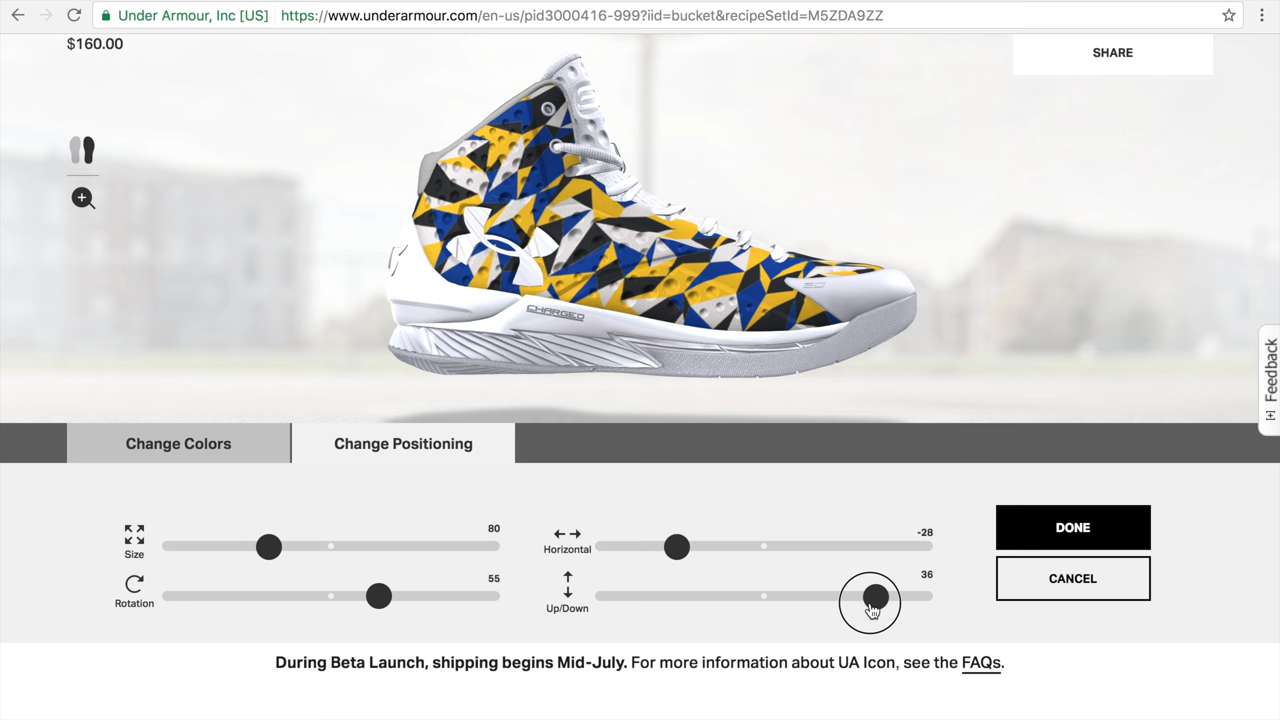 Under Armour, Inc [US]
https://www.underarmour.com/en-us/pid3000416-999?iid=bucket&recipeSetId=M5ZDA9ZZ
$160.00
SHARE
SC
CHARGED
[+] Feedback
Change Colors
Change Positioning
80
Size
-28
Horizontal
DONE
55
Rotation
36
Up/Down
CANCEL
During Beta Launch, shipping begins Mid-July. For more information about UA Icon, see the FAQs.